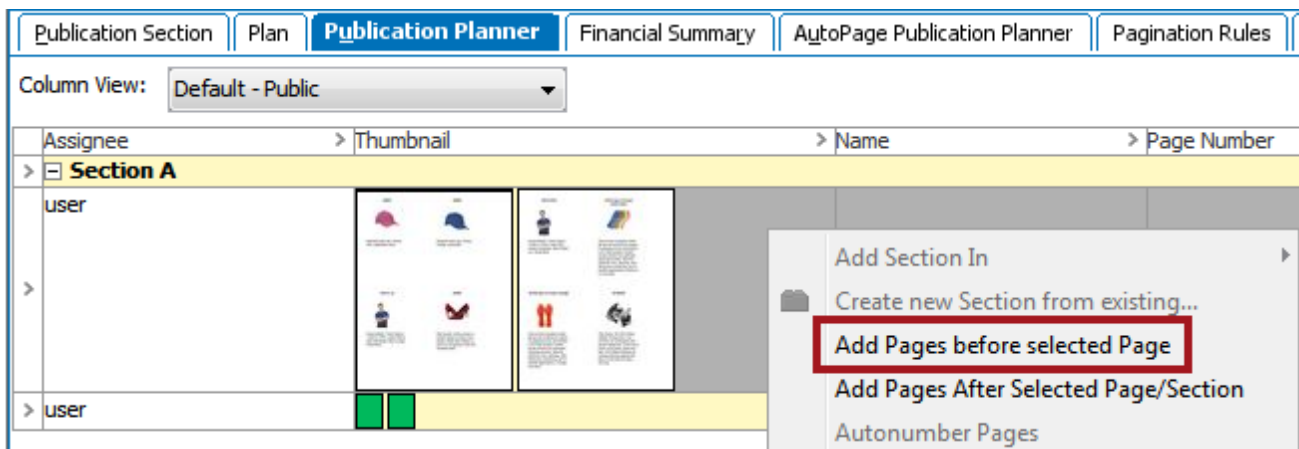 Publication Section Plan Publication Planner Financial Summary AutoPage Publication Planner Pagination Rules
Column View: Default - Public
Assignee > Thumbnail > Name > Page Number
> Section A
user
>
Add Section In
Create new Section from existing...
Add Pages before selected Page
Add Pages After Selected Page/Section
> user
Autonumber Pages